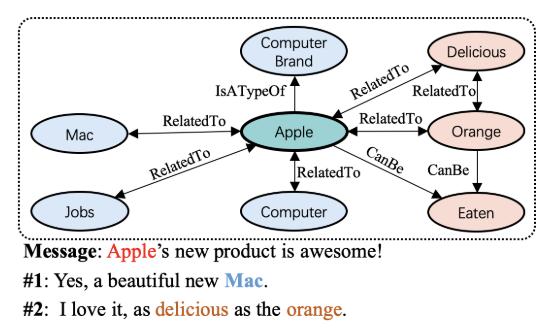 Computer
Brand
Delicious
IsATypeOf
RelatedTo
RelatedTo
Mac
RelatedTo
Apple
RelatedTo
Orange
RelatedTo
RelatedTo
CanBe
CanBe
Jobs
Computer
Eaten
Message: Apple's new product is awesome!
#1: Yes, a beautiful new Mac.
#2: I love it, as delicious as the orange.